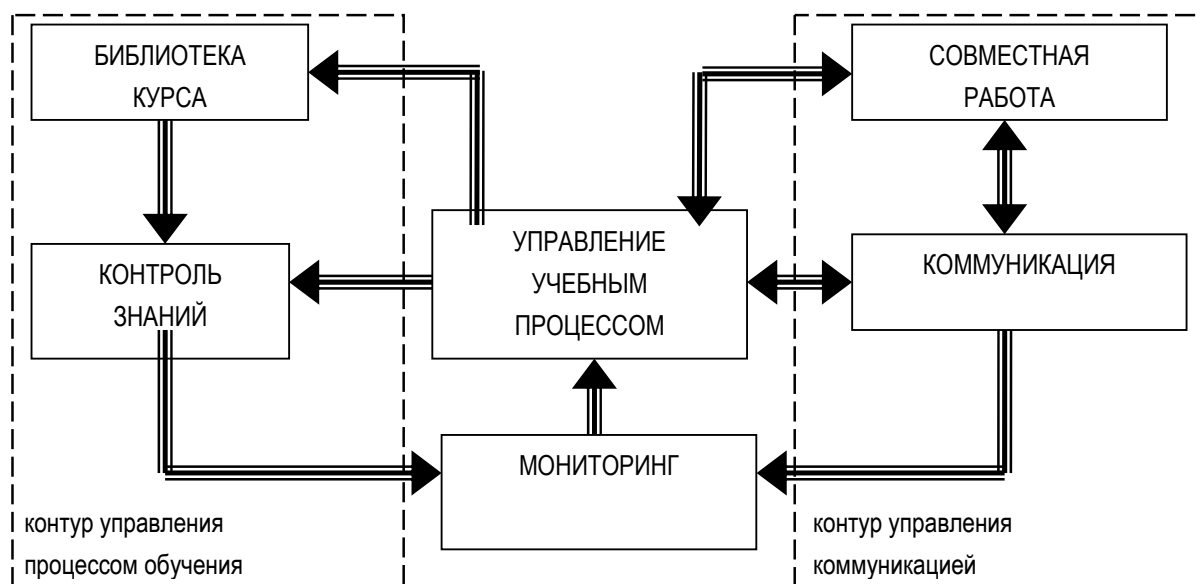 БИБЛИОТЕКА
КУРСА
СОВМЕСТНАЯ
РАБОТА
УПРАВЛЕНИЕ
УЧЕБНЫМ
ПРОЦЕССОМ
КОНТРОЛЬ
ЗНАНИЙ
КОММУНИКАЦИЯ
МОНИТОРИНГ
контур управления
процессом обучения
контур управления
коммуникацией